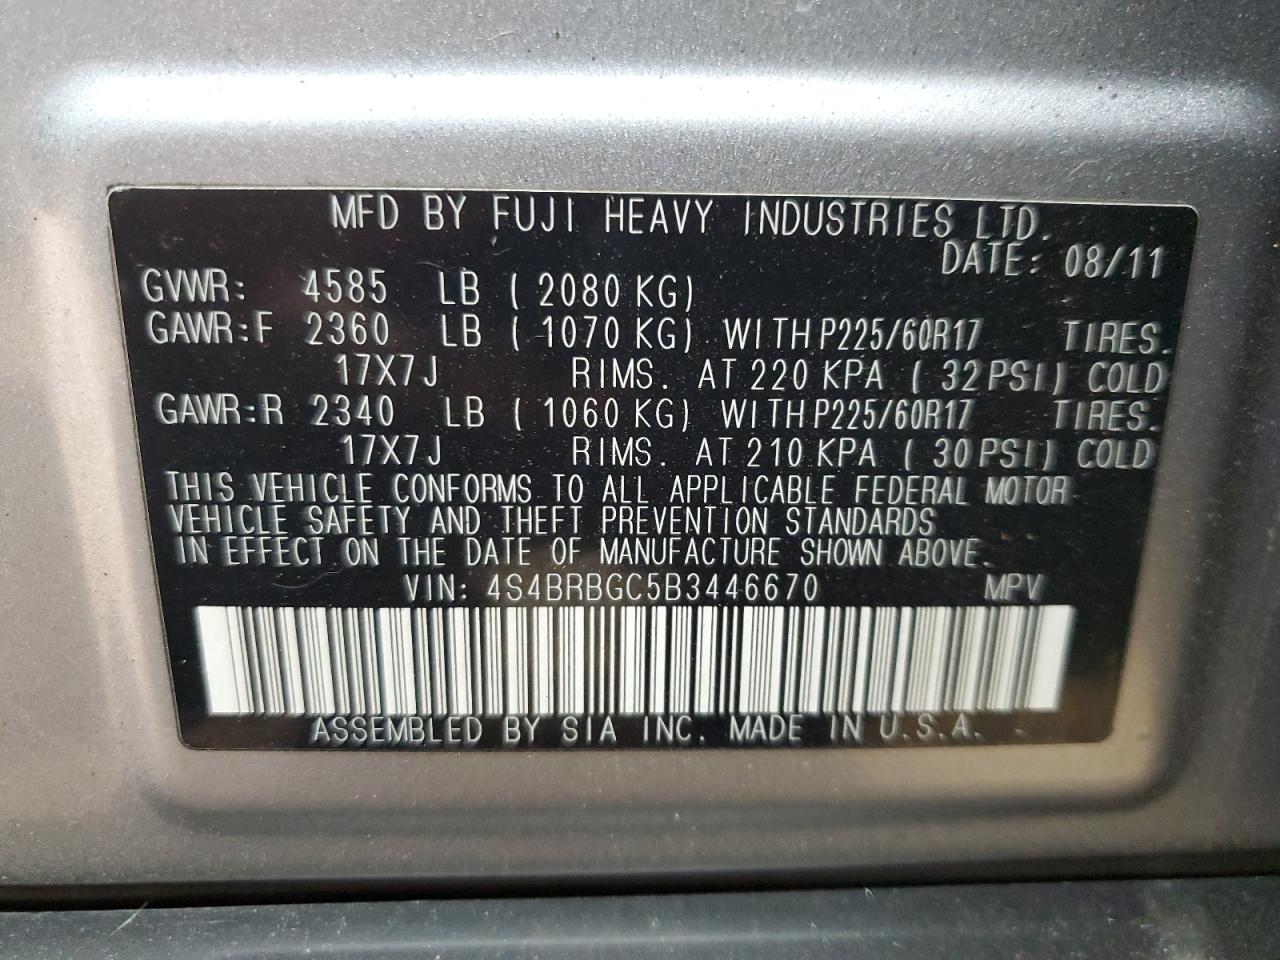 MFD BY FUJI HEAVY INDUSTRIES LTD.
DATE: 08/11
GVWR: 4585 LB ( 2080 KG)
GAWR:F 2360 LB ( 1070 KG) WITH P225/60R17 TIRES.
17X7J RIMS. AT 220 KPA ( 32 PSI) COLD
GAWR:R 2340 LB ( 1060 KG) WITH P225/60R17 TIRES.
17X7J RIMS. AT 210 KPA ( 30 PSI) COLD
THIS VEHICLE CONFORMS TO ALL APPLICABLE FEDERAL MOTOR
VEHICLE SAFETY AND THEFT PREVENTION STANDARDS
IN EFFECT ON THE DATE OF MANUFACTURE SHOWN ABOVE.
VIN: 4S4BRBGC5B3446670 MPV
ASSEMBLED BY SIA INC. MADE IN U.S.A.